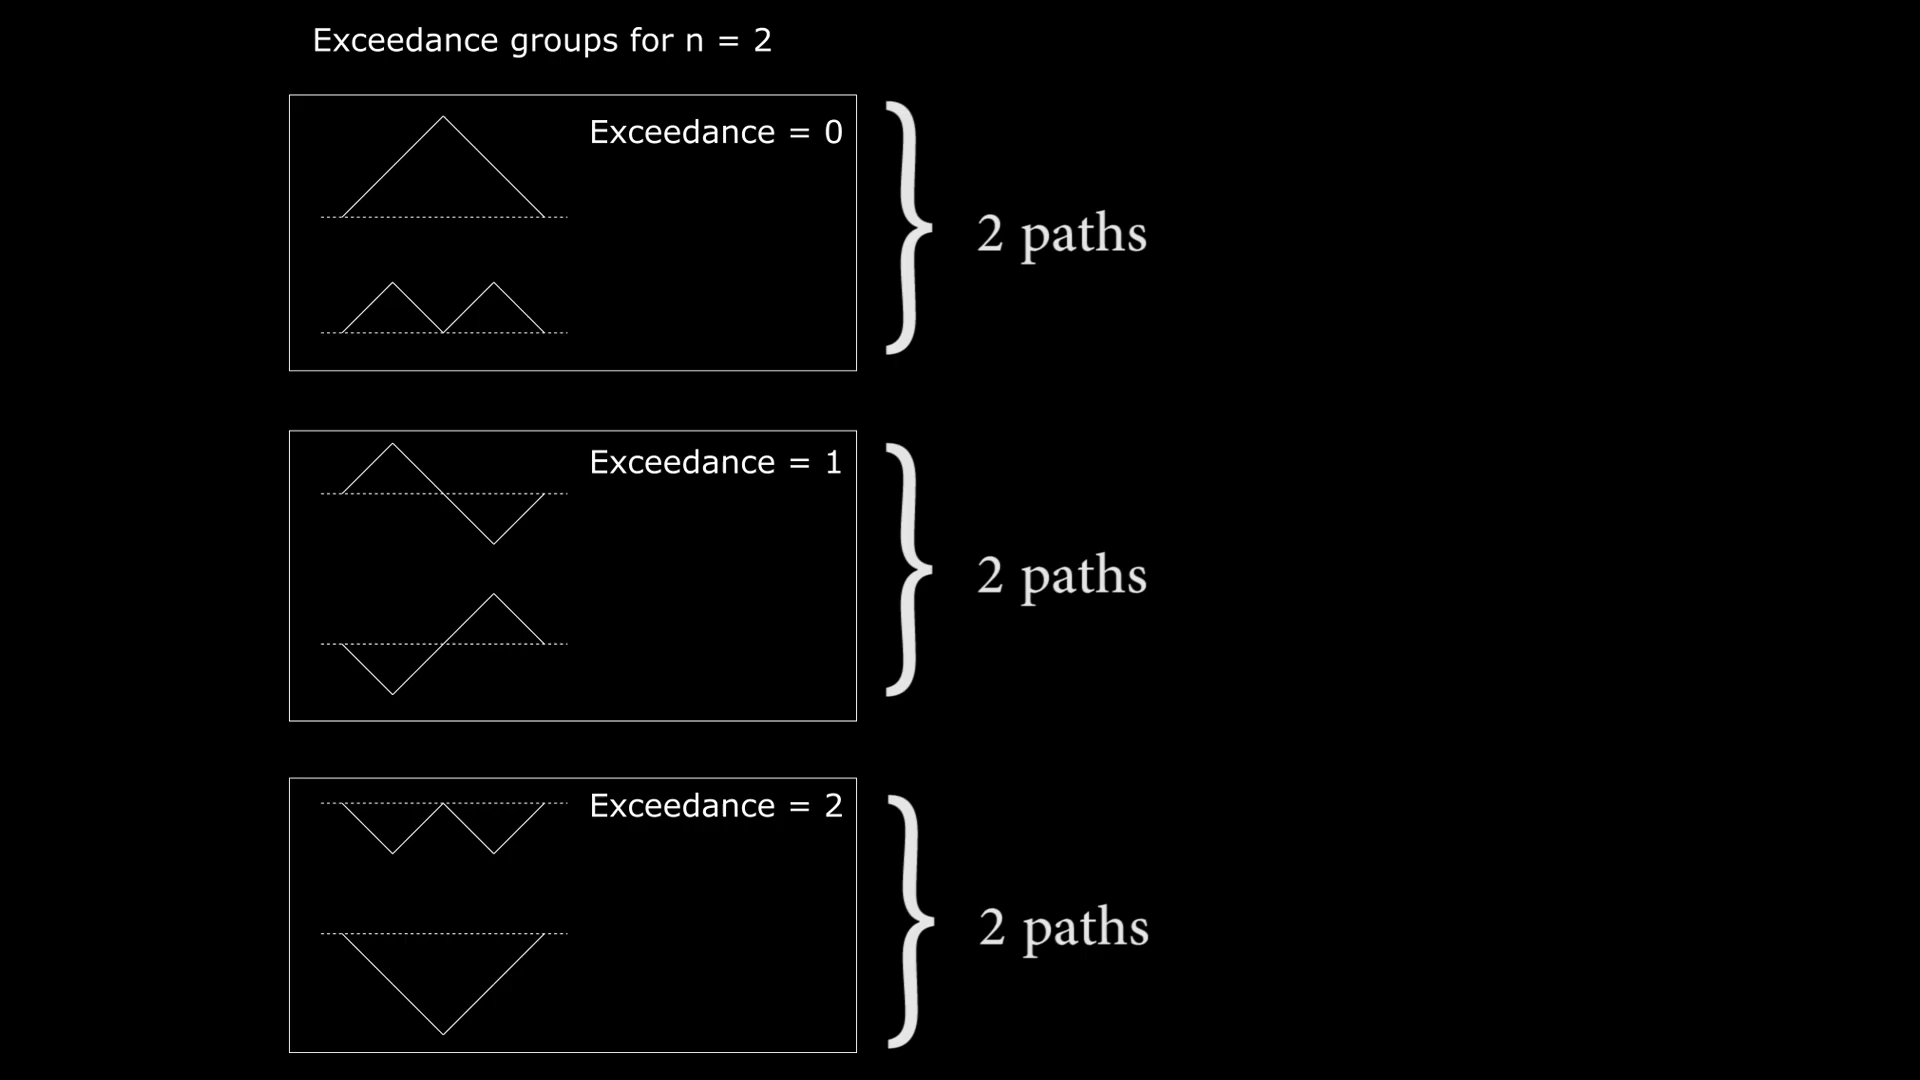 Exceedance groups for n = 2
Exceedance = 0
2 paths
Exceedance = 1
2 paths
Exceedance = 2
2 paths